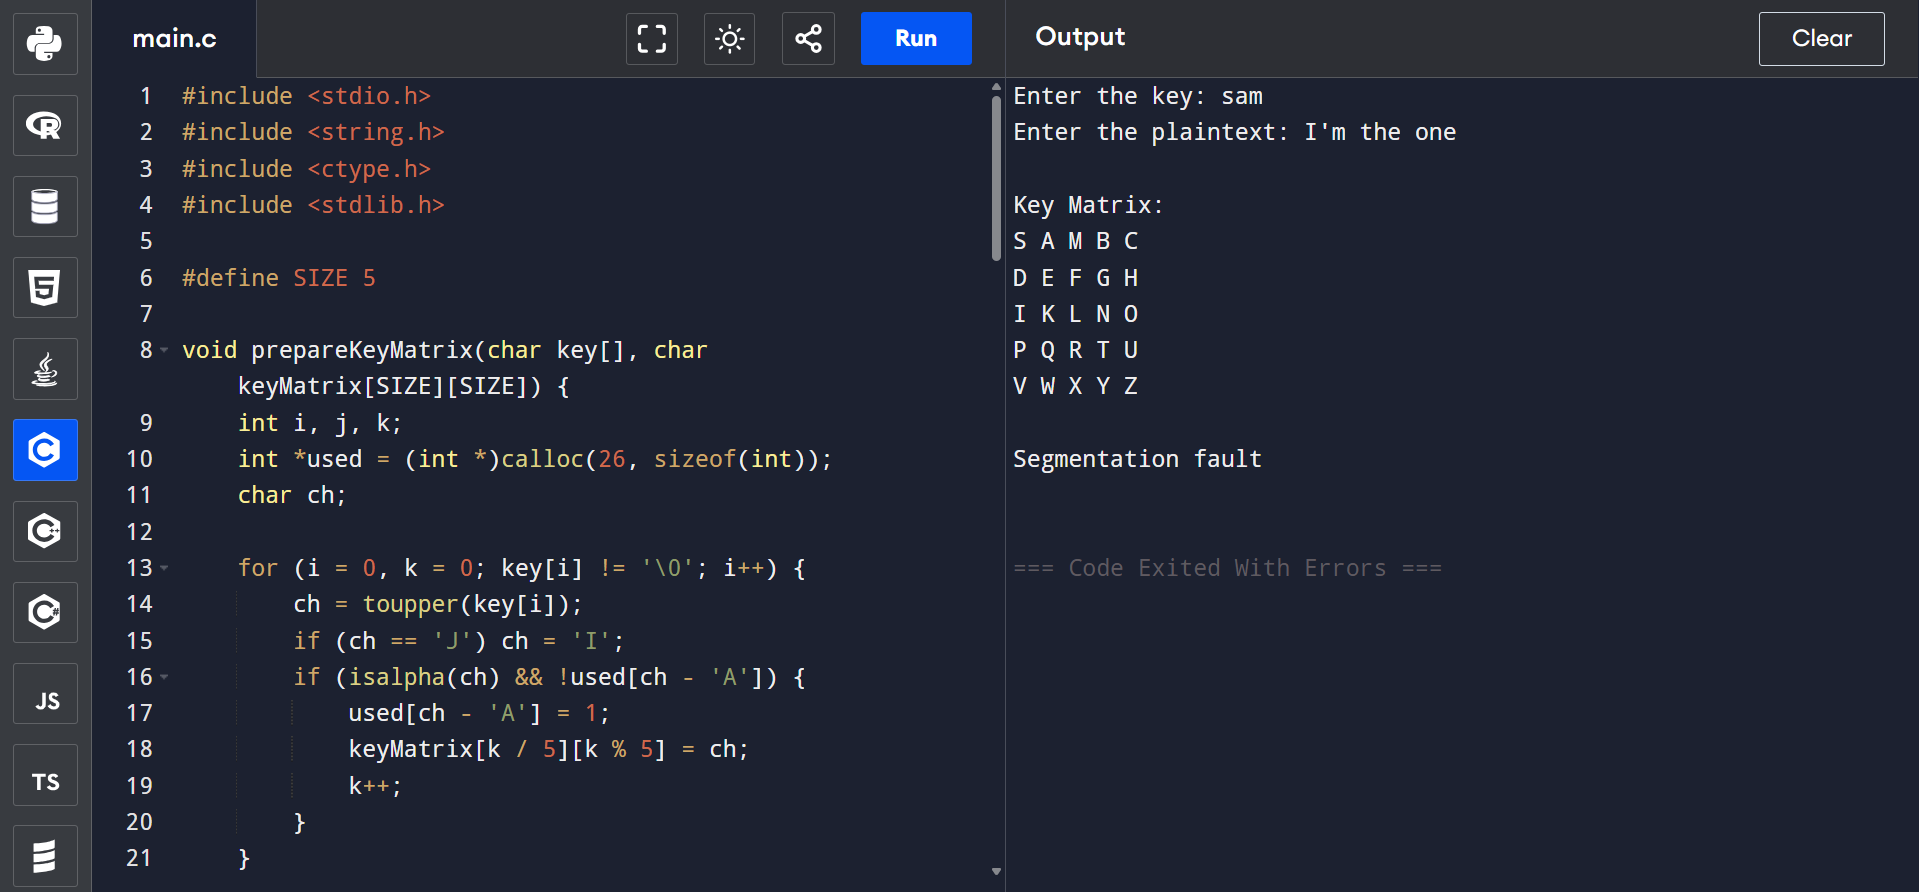 main.c
Run
Output
Clear
R
5
C
C++
C#
JS
TS
1 #include <stdio.h>
2 #include <string.h>
3 #include <ctype.h>
4 #include <stdlib.h>
5
6 #define SIZE 5
7
8 void prepareKeyMatrix(char key[], char
keyMatrix[SIZE][SIZE]) {
9 int i, j, k;
10 int *used = (int *)calloc(26, sizeof(int));
11 char ch;
12
13 for (i = 0, k = 0; key[i] != '\0'; i++) {
14 ch = toupper(key[i]);
15 if (ch == 'J') ch = 'I';
16 if (isalpha(ch) && !used[ch - 'A']) {
17 used[ch - 'A'] = 1;
18 keyMatrix[k / 5][k % 5] = ch;
19 k++;
20 }
21 }
Enter the key: sam
Enter the plaintext: I'm the one
Key Matrix:
S A M B C
D E F G H
I K L N O
P Q R T U
V W X Y Z
Segmentation fault
=== Code Exited With Errors ===